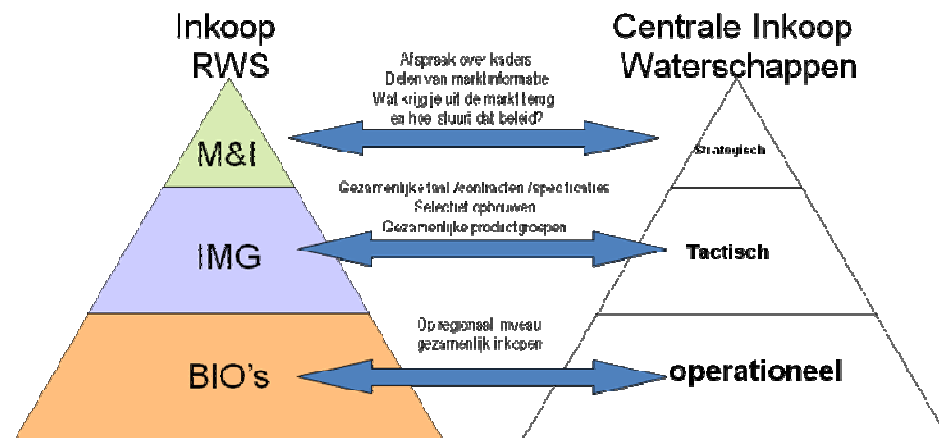 Inkoop
RWS
Centrale Inkoop
Waterschappen
Afspraak over kaders
Delen van marktinformatie
Wat krijg je uit de markt terug
en hoe stuurt dat beleid?
M&I
Strategisch
Gezamenlijke taal /contracten /specificaties
Selectief opbouwen
Gezamenlijke productgroepen
IMG
Tactisch
Op regionaal niveau
gezamenlijk inkopen
BIO's
operationeel